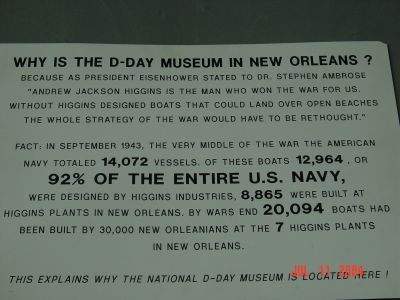 WHY IS THE D-DAY MUSEUM IN NEW ORLEANS ?
BECAUSE AS PRESIDENT EISENHOWER STATED TO DR. STEPHEN AMBROSE
"ANDREW JACKSON HIGGINS IS THE MAN WHO WON THE WAR FOR US.
WITHOUT HIGGINS DESIGNED BOATS THAT COULD LAND OVER OPEN BEACHES
THE WHOLE STRATEGY OF THE WAR WOULD HAVE TO BE RETHOUGHT."
FACT: IN SEPTEMBER 1943, THE VERY MIDDLE OF THE WAR THE AMERICAN
NAVY TOTALED 14,072 VESSELS. OF THESE BOATS 12,964 , OR
92% OF THE ENTIRE U.S. NAVY,
WERE DESIGNED BY HIGGINS INDUSTRIES, 8,865 WERE BUILT AT
HIGGINS PLANTS IN NEW ORLEANS. BY WARS END 20,094 BOATS HAD
BEEN BUILT BY 30,000 NEW ORLEANIANS AT THE 7 HIGGINS PLANTS
IN NEW ORLEANS.
THIS EXPLAINS WHY THE NATIONAL D-DAY MUSEUM IS LOCATED HERE !